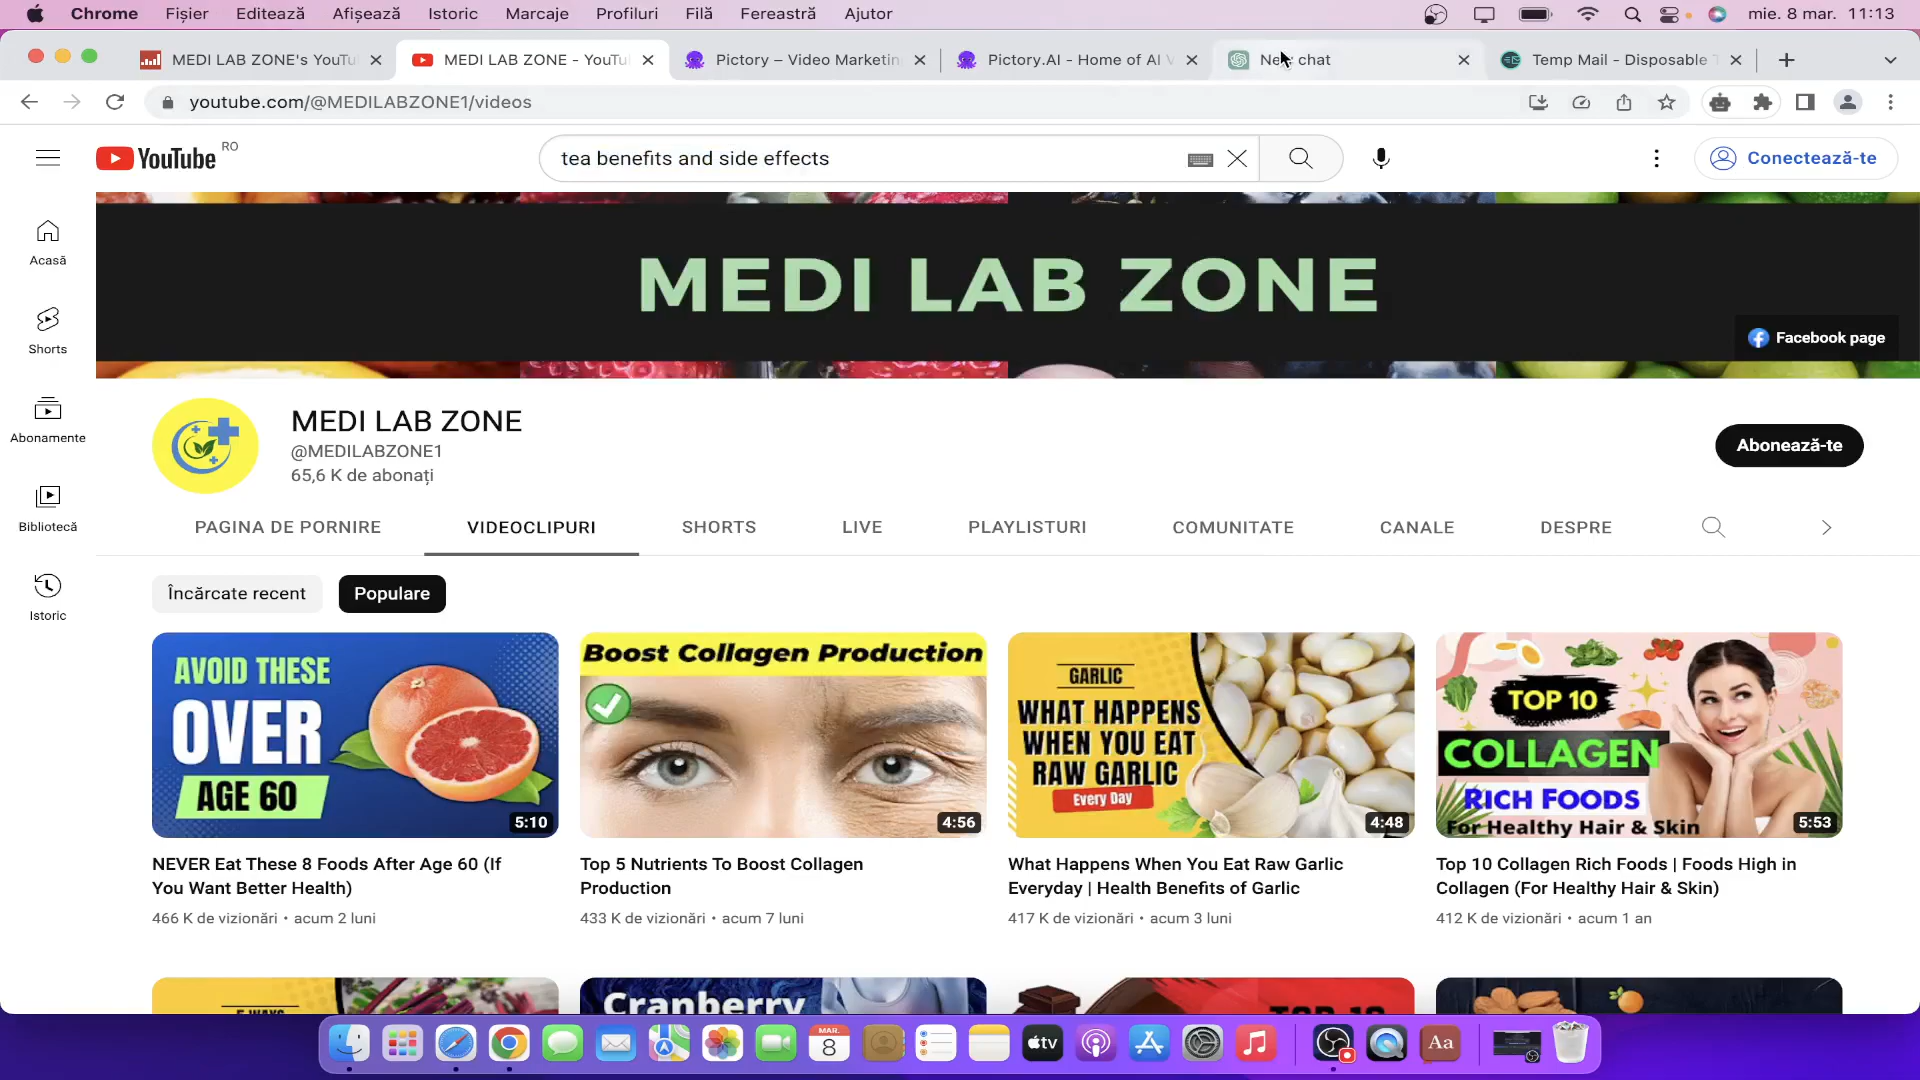 Chrome Fișier Editează Afișează Istoric Marcaje Profiluri Filă Fereastră Ajutor mie. 8 mar. 11:13
MEDI LAB ZONE's YouTu MEDI LAB ZONE - YouTu Pictory – Video Marketin Pictory.AI - Home of AI V New chat Temp Mail - Disposable T
youtube.com/@MEDILABZONE1/videos
YouTube RO
tea benefits and side effects
Conectează-te
MEDI LAB ZONE
Facebook page
Acasă
Shorts
Abonamente
Bibliotecă
Istoric
MEDI LAB ZONE
@MEDILABZONE1
65,6 K de abonați
Abonează-te
PAGINA DE PORNIRE VIDEOCLIPURI SHORTS LIVE PLAYLISTURI COMUNITATE CANALE DESPRE
Încărcate recent Populare
AVOID THESE
OVER
AGE 60
5:10
Boost Collagen Production
4:56
GARLIC
WHAT HAPPENS
WHEN YOU EAT
RAW GARLIC
Every Day
4:48
TOP 10
COLLAGEN
RICH FOODS
For Healthy Hair & Skin
5:53
NEVER Eat These 8 Foods After Age 60 (If
You Want Better Health)
466 K de vizionări • acum 2 luni
Top 5 Nutrients To Boost Collagen
Production
433 K de vizionări • acum 7 luni
What Happens When You Eat Raw Garlic
Everyday | Health Benefits of Garlic
417 K de vizionări • acum 3 luni
Top 10 Collagen Rich Foods | Foods High in
Collagen (For Healthy Hair & Skin)
412 K de vizionări • acum 1 an
5 WAYS
Cranberry
TOP 10
MAR.
8
tv
Aa